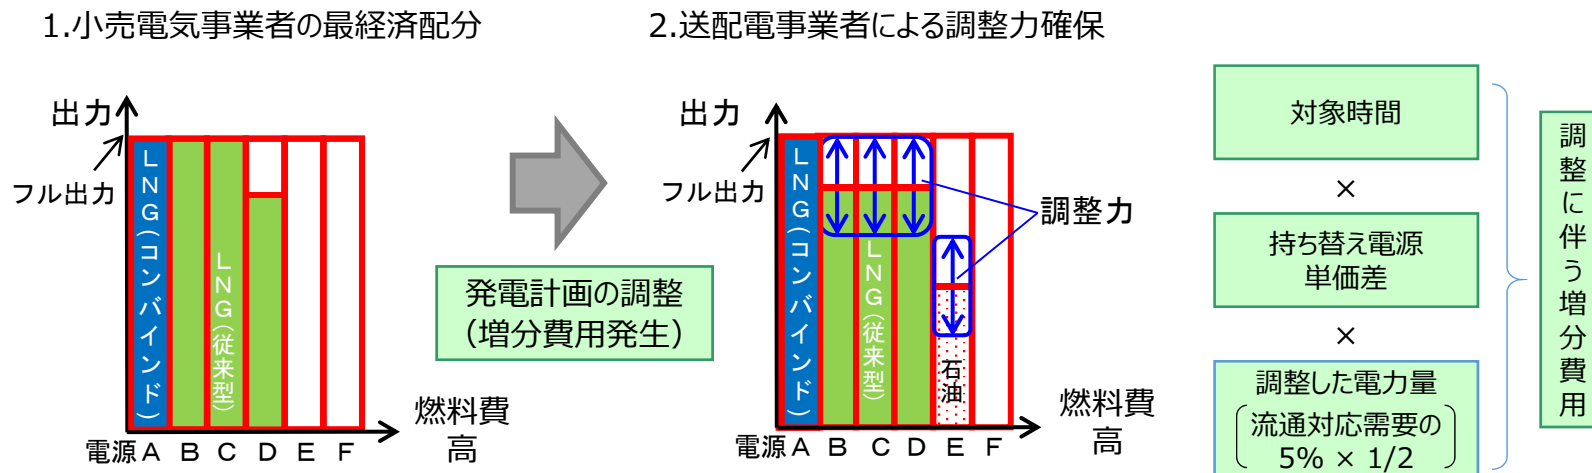 1.小売電気事業者の最経済配分
出力
フル出力
LNG(コンバインド)
LNG(従来型)
電源A B C D E F
燃料費
高
発電計画の調整
(増分費用発生)
2.送配電事業者による調整力確保
出力
フル出力
LNG(コンバインド)
LNG(従来型)
石油
調整力
電源A B C D E F
燃料費
高
対象時間
×
持ち替え電源
単価差
×
調整した電力量
流通対応需要の
5% × 1/2
調整に伴う増分費用